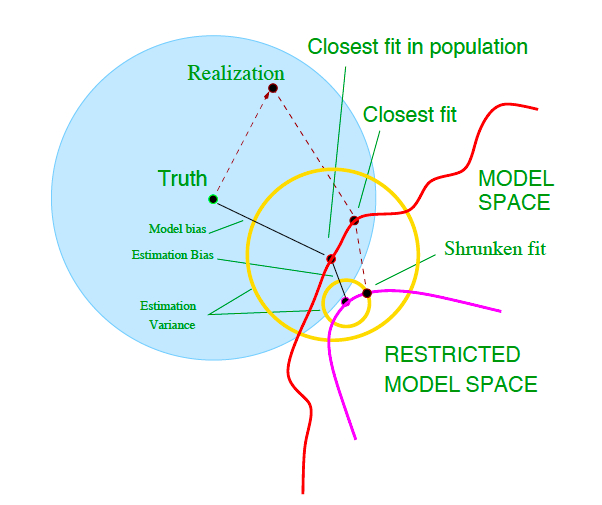 Closest fit in population
Realization
Closest fit
Truth
MODEL
SPACE
Model bias
Shrunken fit
Estimation Bias
Estimation
Variance
RESTRICTED
MODEL SPACE